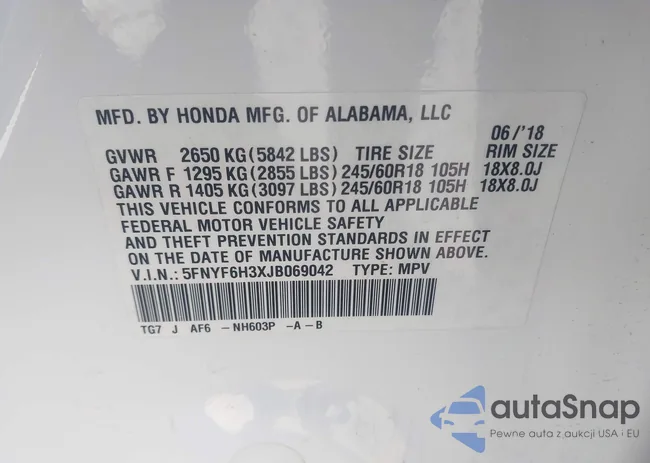 MFD. BY HONDA MFG. OF ALABAMA, LLC
06 /'18
GVWR 2650 KG (5842 LBS) TIRE SIZE RIM SIZE
GAWR F 1295 KG (2855 LBS) 245/60R18 105H 18X8.0J
GAWR R 1405 KG (3097 LBS) 245/60R18 105H 18X8.0J
THIS VEHICLE CONFORMS TO ALL APPLICABLE
FEDERAL MOTOR VEHICLE SAFETY
AND THEFT PREVENTION STANDARDS IN EFFECT
ON THE DATE OF MANUFACTURE SHOWN ABOVE.
V.I.N.: 5FNYF6H3XJB069042 TYPE: MPV
TG7 J AF6 -NH603P -A-B
autoSnap
Pewne auta z aukcji USA i EU